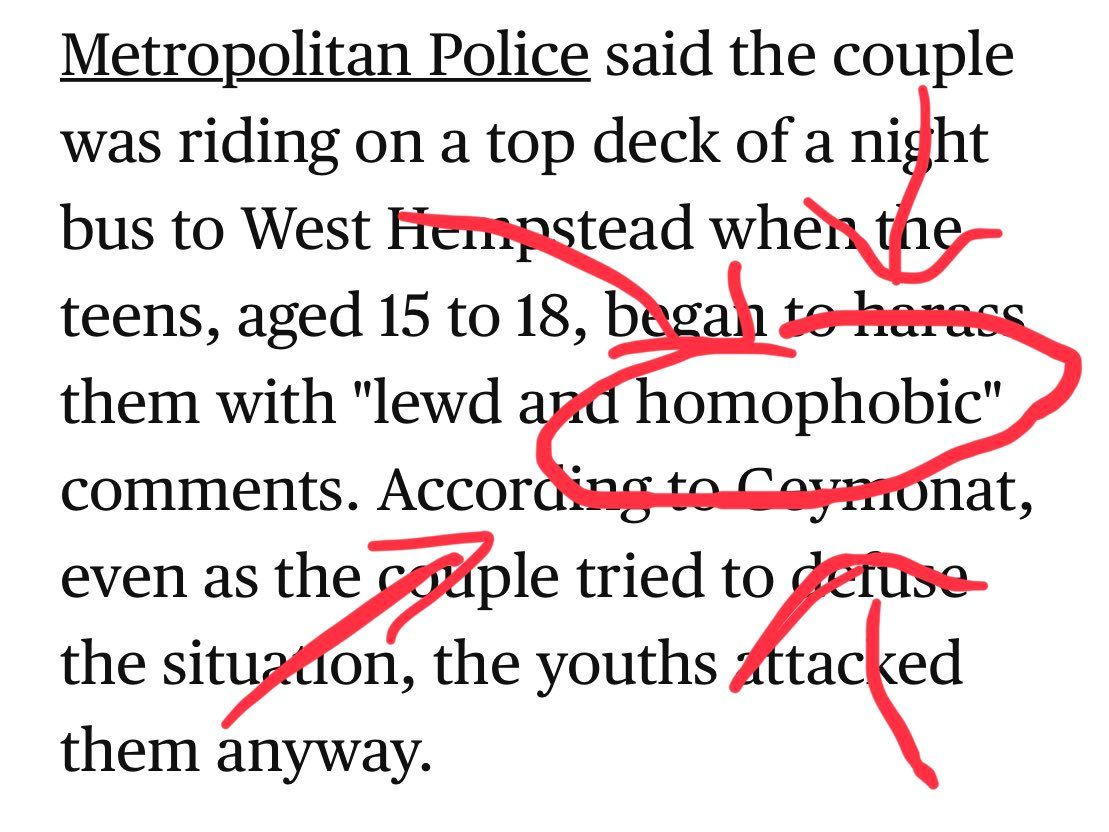 Metropolitan Police said the couple
was riding on a top deck of a night
bus to West Hempstead when the
teens, aged 15 to 18, began to harass
them with "lewd and homophobic"
comments. According to Geymonat,
even as the couple tried to defuse
the situation, the youths attacked
them anyway.